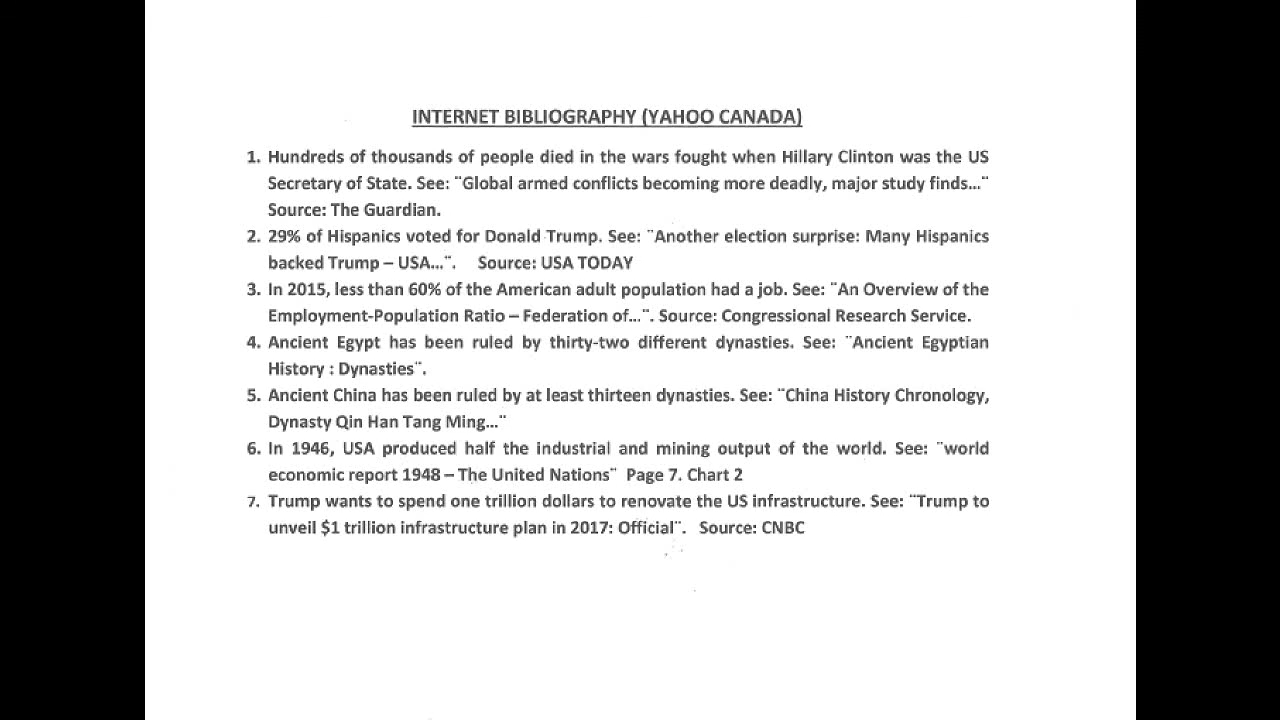 INTERNET BIBLIOGRAPHY (YAHOO CANADA)
1. Hundreds of thousands of people died in the wars fought when Hillary Clinton was the US
Secretary of State. See: ¨Global armed conflicts becoming more deadly, major study finds...¨
Source: The Guardian.
2. 29% of Hispanics voted for Donald Trump. See: ¨Another election surprise: Many Hispanics
backed Trump – USA...¨. Source: USA TODAY
3. In 2015, less than 60% of the American adult population had a job. See: ¨An Overview of the
Employment-Population Ratio – Federation of...¨. Source: Congressional Research Service.
4. Ancient Egypt has been ruled by thirty-two different dynasties. See: ¨Ancient Egyptian
History : Dynasties¨.
5. Ancient China has been ruled by at least thirteen dynasties. See: ¨China History Chronology,
Dynasty Qin Han Tang Ming...¨
6. In 1946, USA produced half the industrial and mining output of the world. See: ¨world
economic report 1948 – The United Nations¨ Page 7. Chart 2
7. Trump wants to spend one trillion dollars to renovate the US infrastructure. See: ¨Trump to
unveil $1 trillion infrastructure plan in 2017: Official¨. Source: CNBC